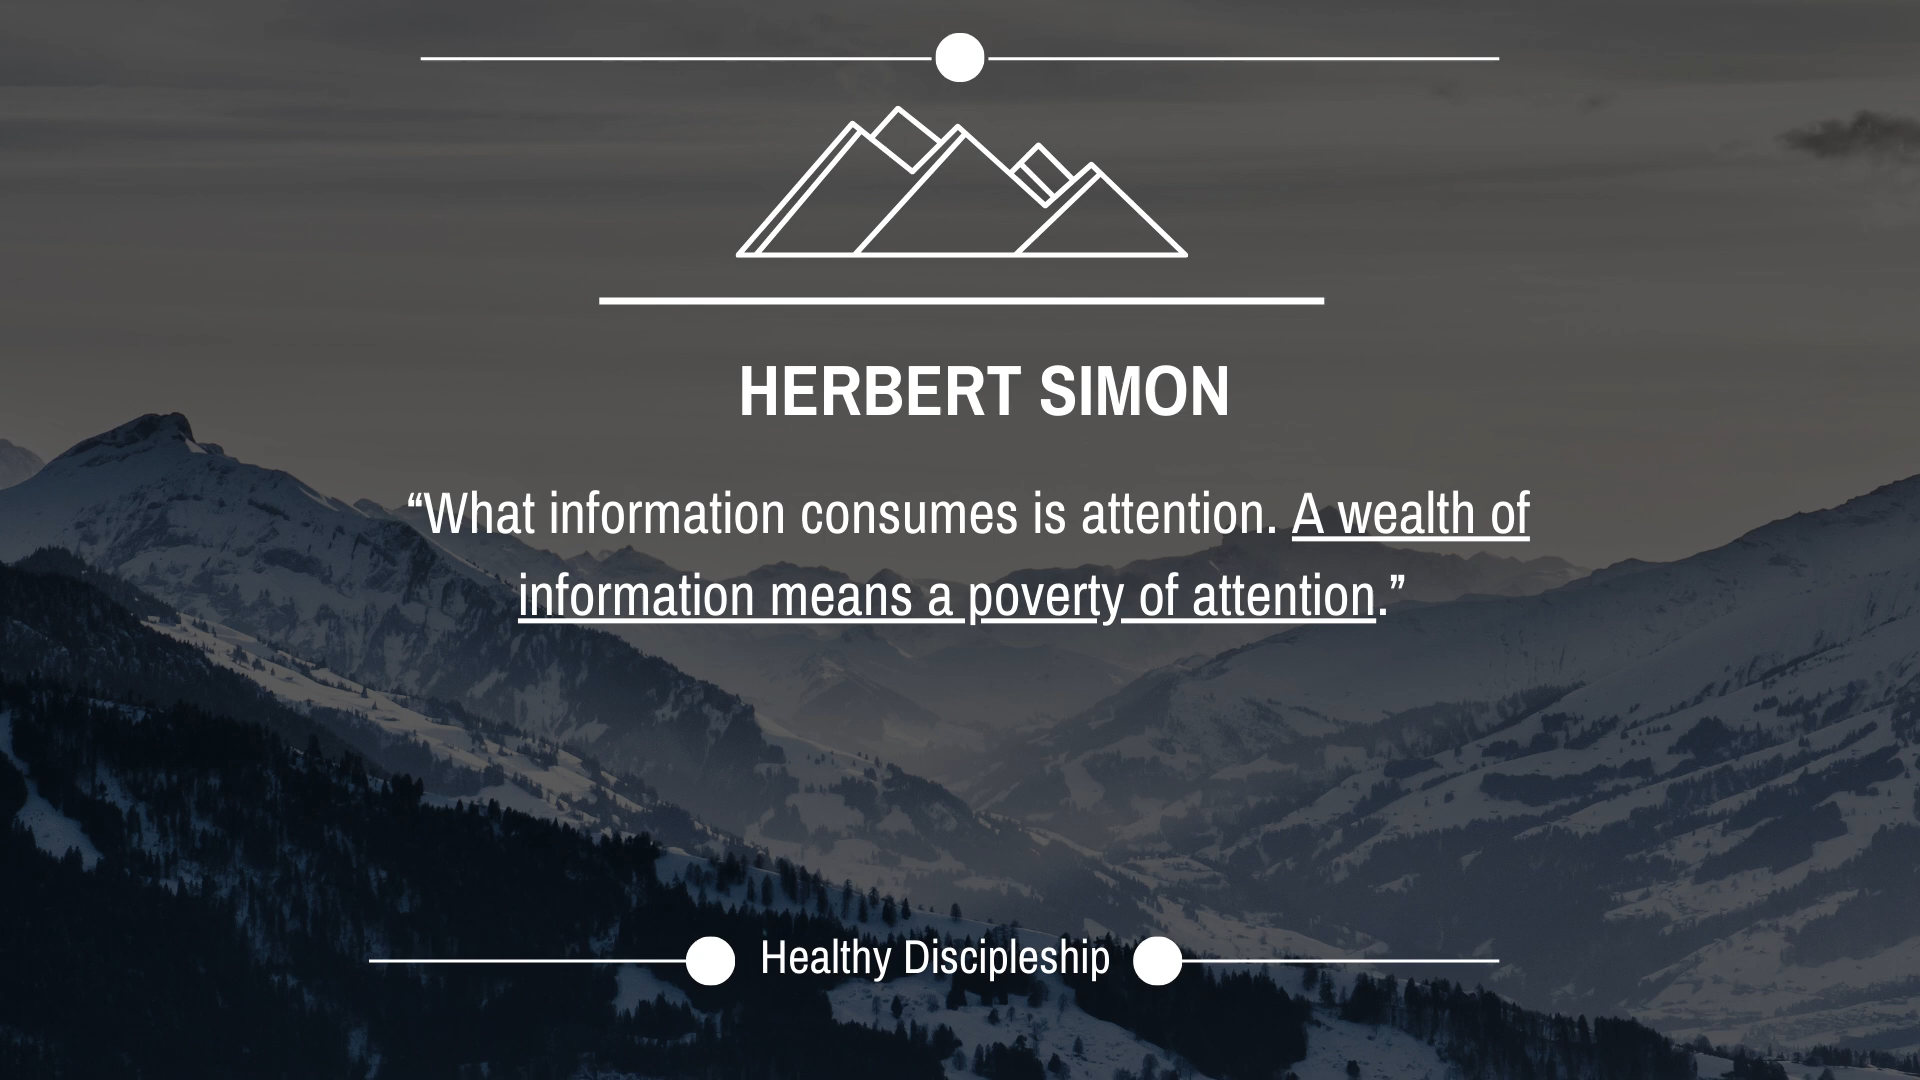 HERBERT SIMON
“What information consumes is attention. A wealth of
information means a poverty of attention.”
Healthy Discipleship